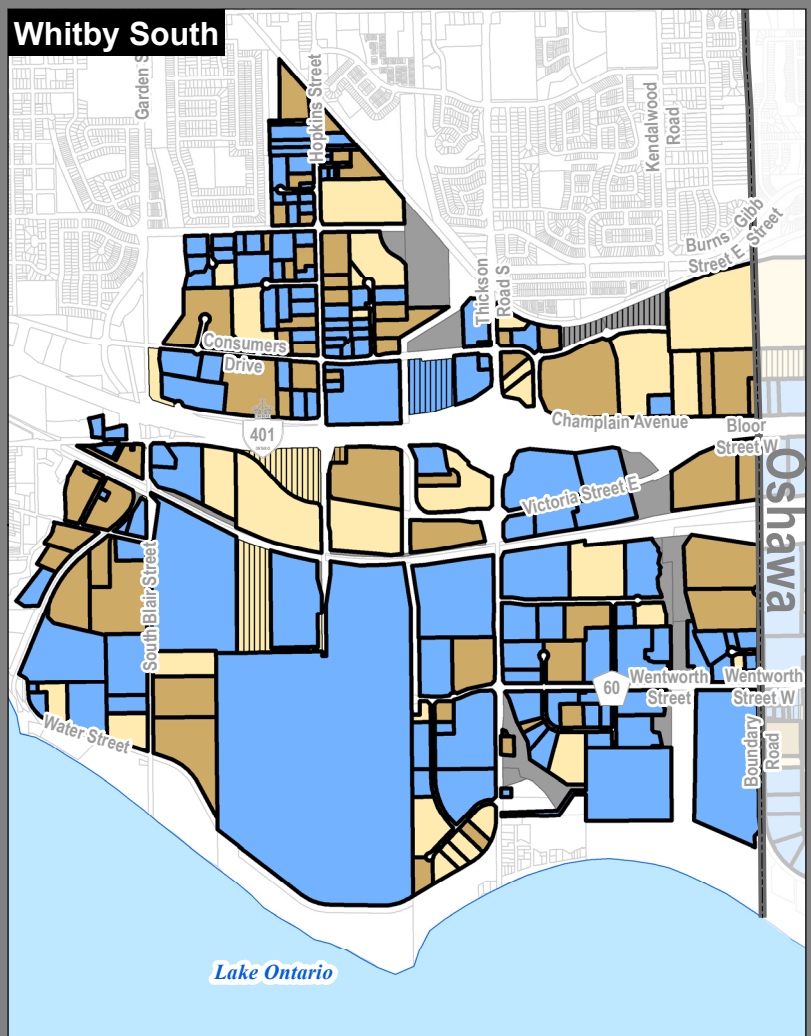 Whitby South
Garden S
Hopkins Street
Kendalwood
Road
Burns
Street E
Gibb
Street
Thickson
Road S
Consumers
Drive
401
ONTARIO
Champlain Avenue
Bloor
Street W
Victoria Street E
Oshawa
South Blair Street
60
Wentworth
Street
Wentworth
Street W
Water Street
Boundary
Road
Lake Ontario